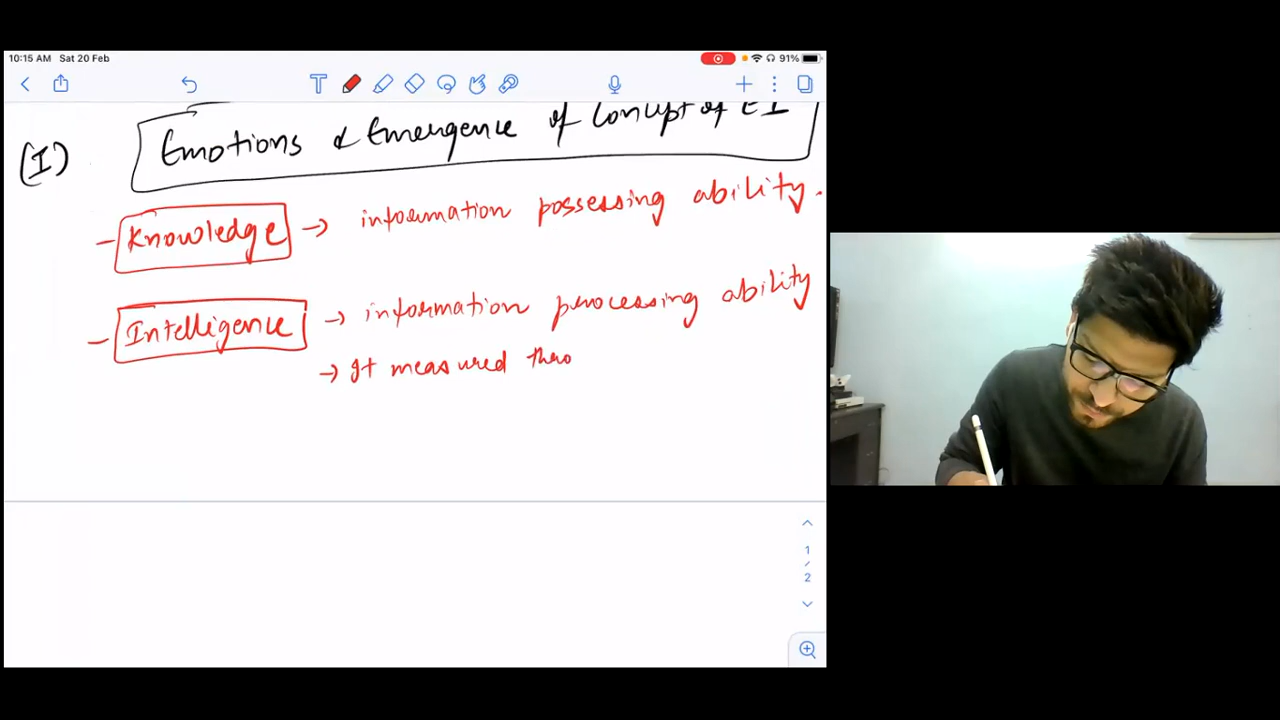 10:15 AM Sat 20 Feb
91%
(I) Emotions & Emergence of Concept of EI
- Knowledge → information possessing ability.
- Intelligence → information processing ability
→ It measured thro
1
2